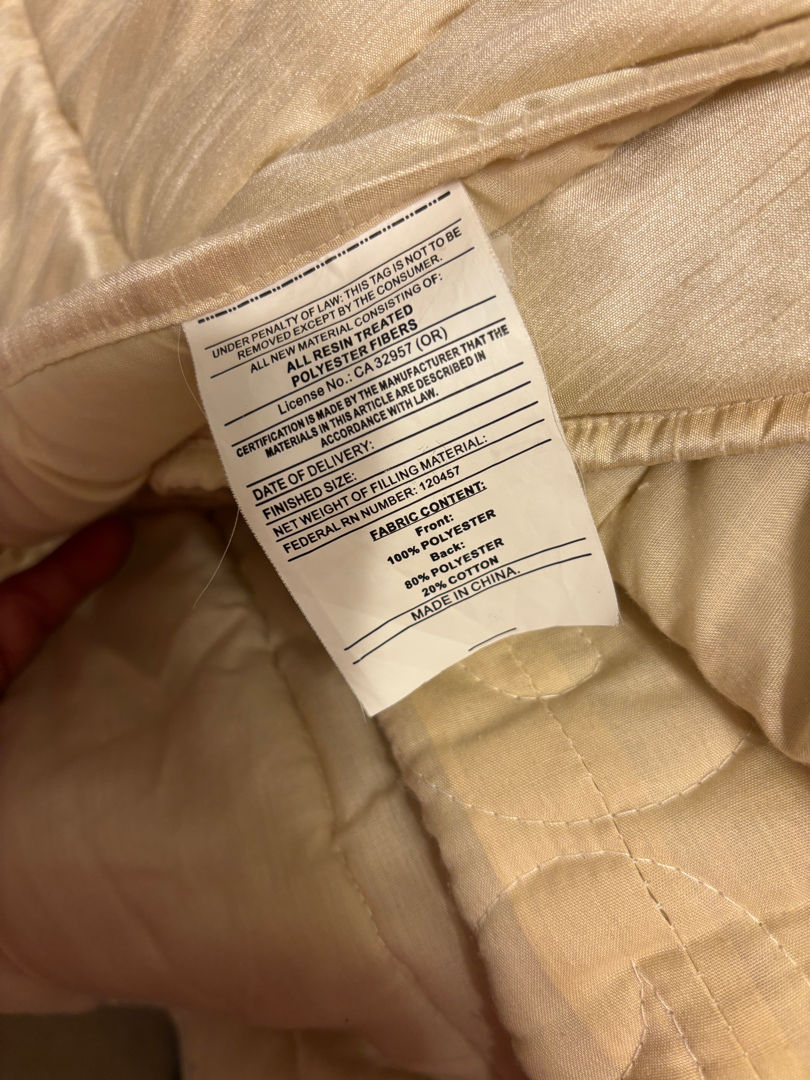 UNDER PENALTY OF LAW: THIS TAG IS NOT TO BE
REMOVED EXCEPT BY THE CONSUMER.
ALL NEW MATERIAL CONSISTING OF:
ALL RESIN TREATED
POLYESTER FIBERS
License No.: CA 32957 (OR)
CERTIFICATION IS MADE BY THE MANUFACTURER THAT THE
MATERIALS IN THIS ARTICLE ARE DESCRIBED IN
ACCORDANCE WITH LAW.
DATE OF DELIVERY:
FINISHED SIZE:
NET WEIGHT OF FILLING MATERIAL:
FEDERAL RN NUMBER: 120457
FABRIC CONTENT:
Front:
100% POLYESTER
Back:
80% POLYESTER
20% COTTON
MADE IN CHINA.